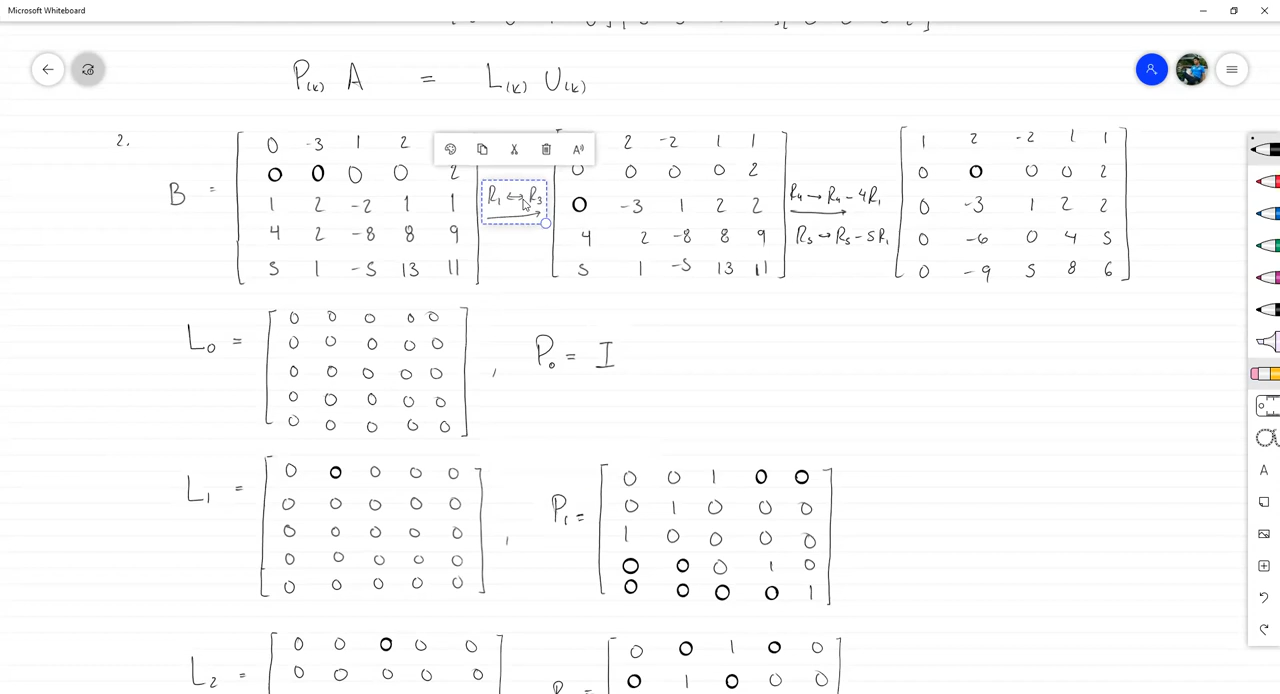 Microsoft Whiteboard
P(k) A = L(k) U(k)
2.
B =
0 -3 1 2
0 0 0 0 2
1 2 -2 1 1
4 2 -8 8 9
5 1 -5 13 11
R1 ↔ R3
2 -2 1 1
0 0 0 0 2
0 -3 1 2 2
4 2 -8 8 9
5 1 -5 13 11
R4 → R4 - 4R1
R5 → R5 - 5R1
1 2 -2 1 1
0 0 0 0 2
0 -3 1 2 2
0 -6 0 4 5
0 -9 5 8 6
L0 =
0 0 0 0 0
0 0 0 0 0
0 0 0 0 0
0 0 0 0 0
0 0 0 0 0
, P0 = I
L1 =
0 0 0 0 0
0 0 0 0 0
0 0 0 0 0
0 0 0 0 0
0 0 0 0 0
, P1 =
0 0 1 0 0
0 1 0 0 0
1 0 0 0 0
0 0 0 1 0
0 0 0 0 1
L2 =
0 0 0 0 0
0 0 0 0 0
0 0 1 0 0
0 1 0 0 0